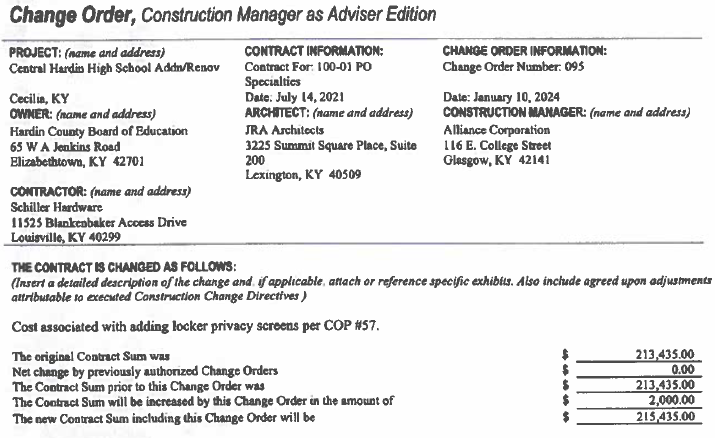 Change Order, Construction Manager as Adviser Edition
PROJECT: (name and address)
Central Hardin High School Addn/Renov
Cecilia, KY
OWNER: (name and address)
Hardin County Board of Education
65 W A Jenkins Road
Elizabethtown, KY 42701
CONTRACTOR: (name and address)
Schiller Hardware
11525 Blankenbaker Access Drive
Louisville, KY 40299
CONTRACT INFORMATION:
Contract For: 100-01 PO
Specialties
Date: July 14, 2021
ARCHITECT: (name and address)
JRA Architects
3225 Summit Square Place, Suite
200
Lexington, KY 40509
CHANGE ORDER INFORMATION:
Change Order Number: 095
Date: January 10, 2024
CONSTRUCTION MANAGER: (name and address)
Alliance Corporation
116 E. College Street
Glasgow, KY 42141
THE CONTRACT IS CHANGED AS FOLLOWS:
(Insert a detailed description of the change and, if applicable, attach or reference specific exhibits. Also include agreed upon adjustments
attributable to executed Construction Change Directives.)
Cost associated with adding locker privacy screens per COP #57.
The original Contract Sum was $ 213,435.00
Net change by previously authorized Change Orders $ 0.00
The Contract Sum prior to this Change Order was $ 213,435.00
The Contract Sum will be increased by this Change Order in the amount of $ 2,000.00
The new Contract Sum including this Change Order will be $ 215,435.00